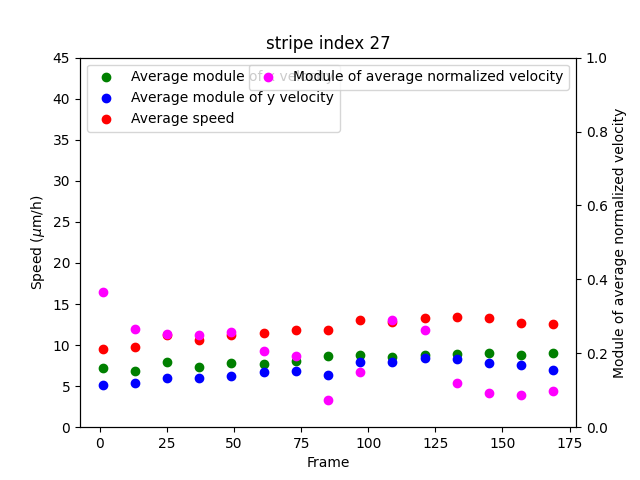 stripe index 27
Average module of x velocity
Average module of y velocity
Average speed
Module of average normalized velocity
Speed (μm/h)
45
40
35
30
25
20
15
10
5
0
1.0
0.8
0.6
0.4
0.2
0.0
Module of average normalized velocity
0 25 50 75 100 125 150 175
Frame